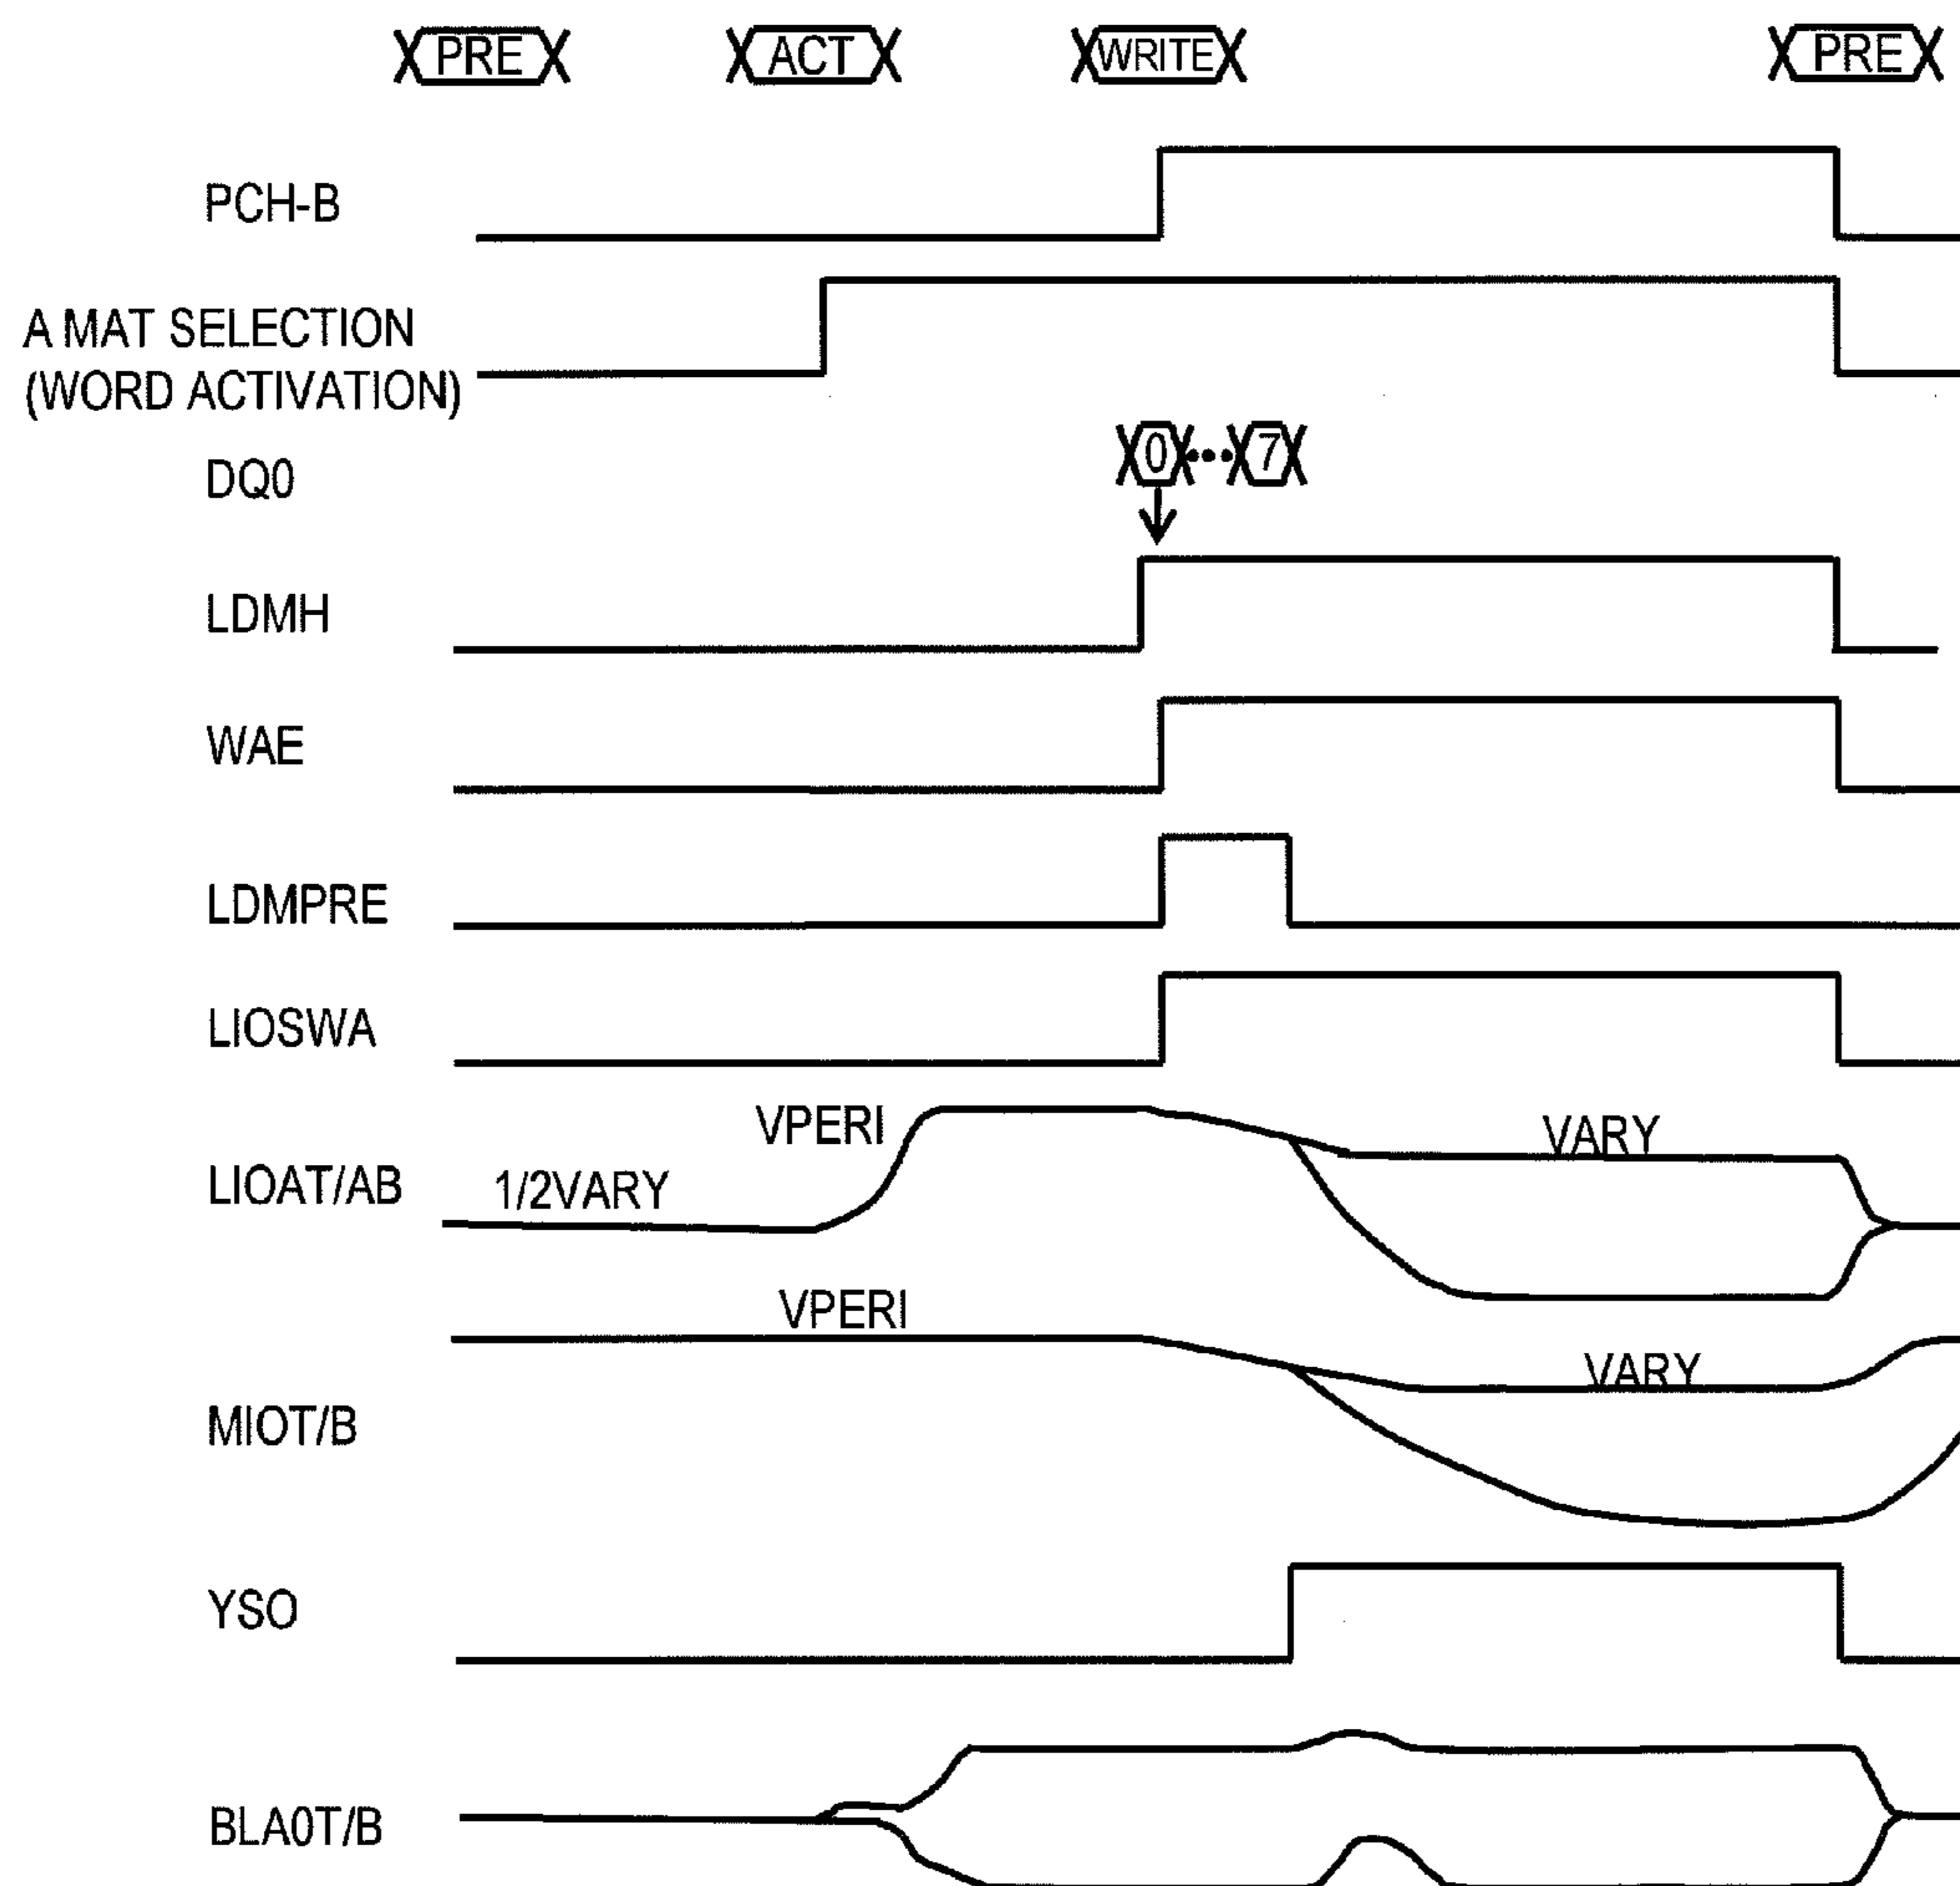 PRE ACT WRITE PRE
PCH-B
A MAT SELECTION
(WORD ACTIVATION)
DQ0 0 7
LDMH
WAE
LDMPRE
LIOSWA
VPERI VARY
LIOAT/AB 1/2VARY
VPERI
VARY
MIOT/B
YSO
BLA0T/B